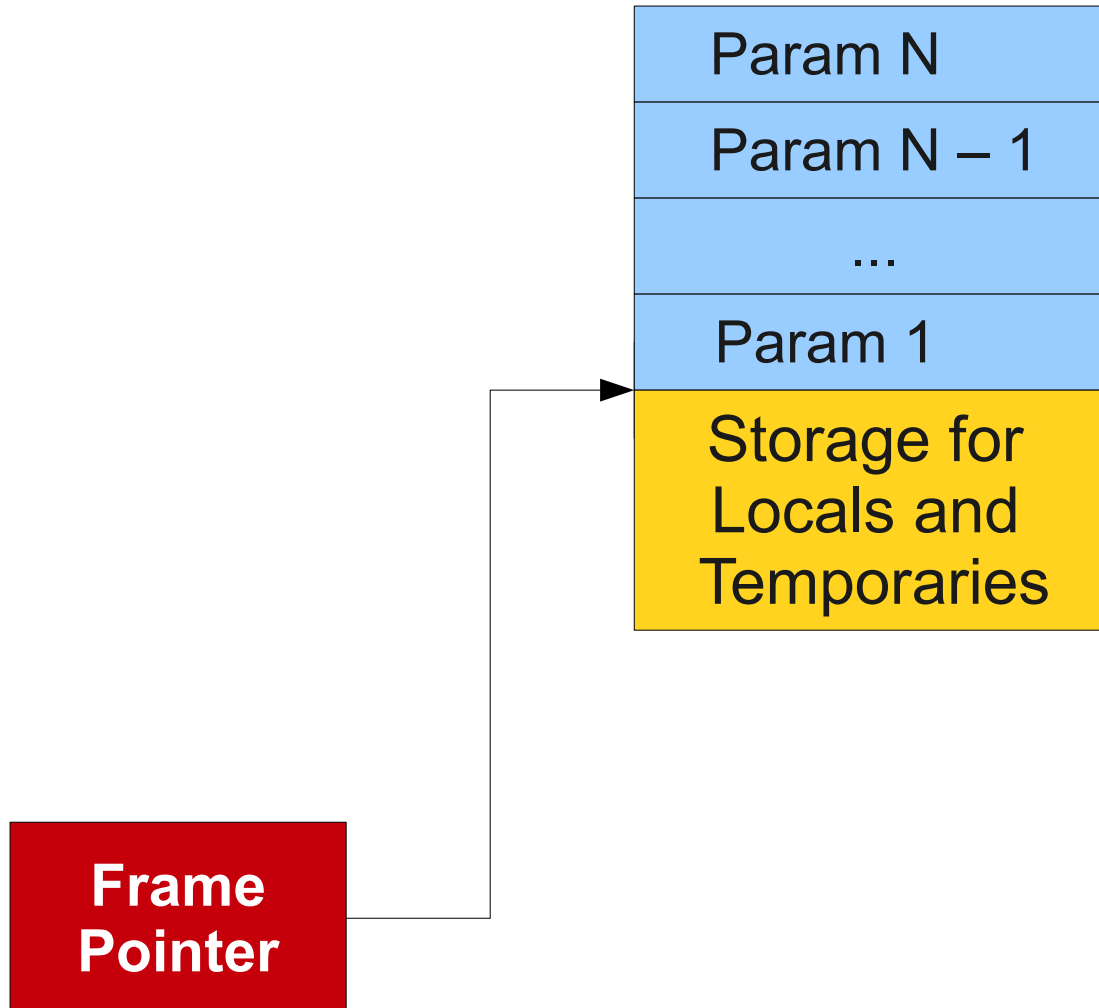 Param N
Param N – 1
...
Param 1
Storage for
Locals and
Temporaries
Frame
Pointer